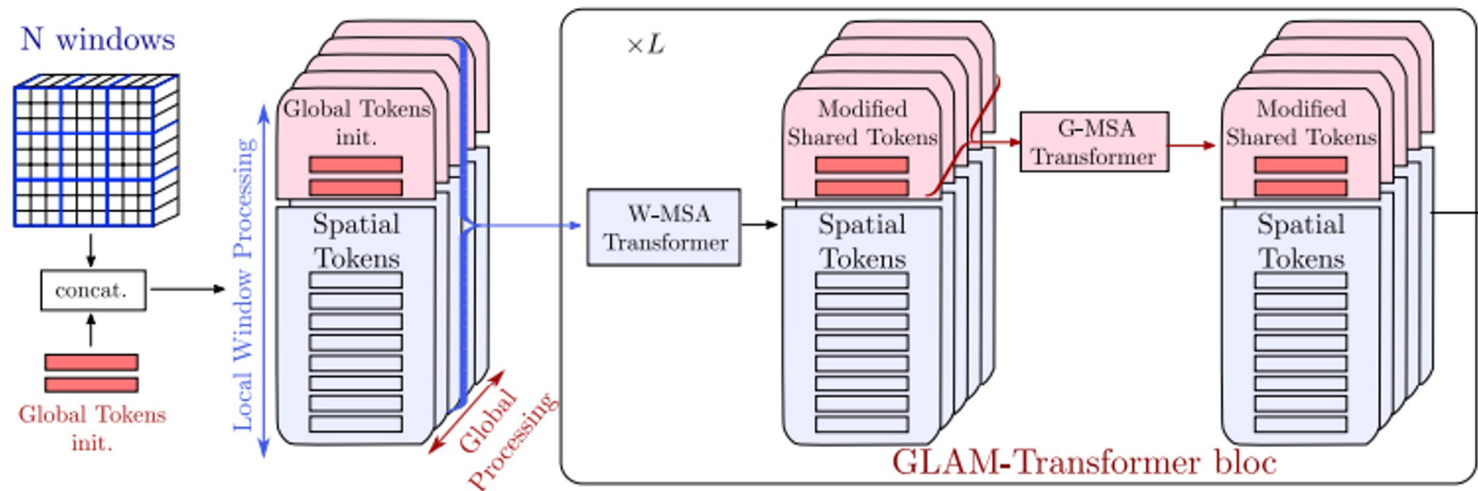 N windows
concat.
Global Tokens
init.
Local Window Processing
Global Tokens
init.
Spatial
Tokens
Global
Processing
×L
W-MSA
Transformer
Modified
Shared Tokens
Spatial
Tokens
G-MSA
Transformer
Modified
Shared Tokens
Spatial
Tokens
GLAM-Transformer bloc